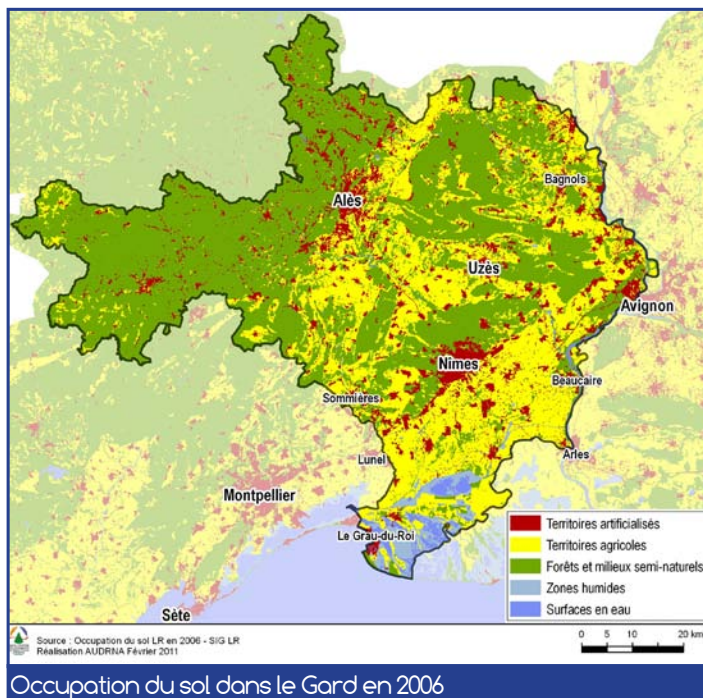 Alès
Bagnols
Uzès
Avignon
Nîmes
Beaucaire
Sommières
Arles
Lunel
Montpellier
Le Grau-du-Roi
Sète
Territoires artificialisés
Territoires agricoles
Forêts et milieux semi-naturels
Zones humides
Surfaces en eau
Source : Occupation du sol LR en 2006 - SIG LR
Réalisation AUDRNA Février 2011
0 5 10 20 km
Occupation du sol dans le Gard en 2006